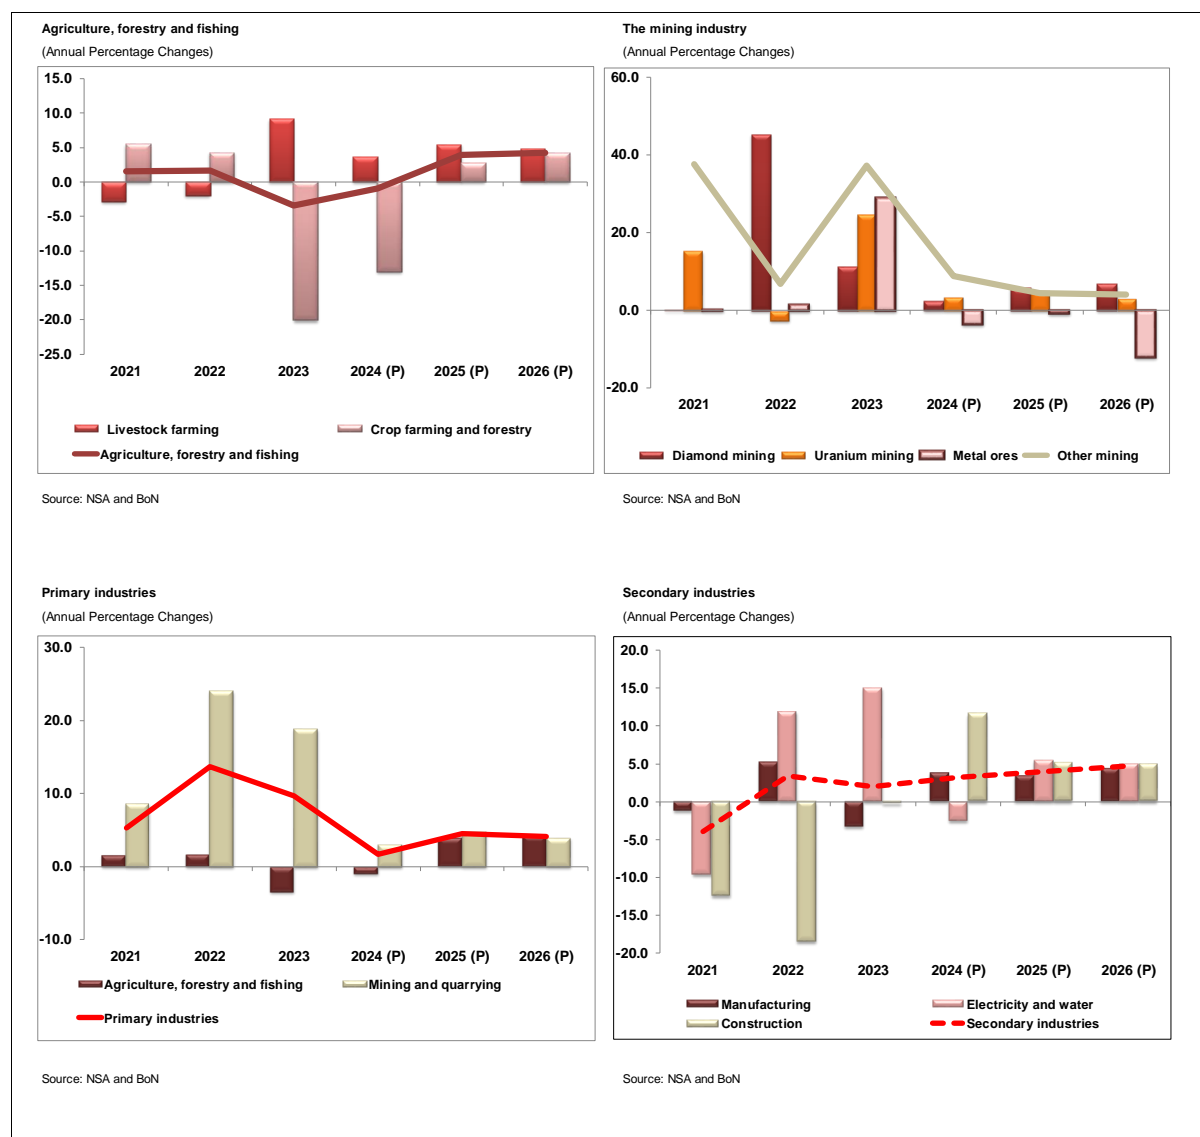 Agriculture, forestry and fishing
(Annual Percentage Changes)
15.0
10.0
5.0
0.0
-5.0
-10.0
-15.0
-20.0
-25.0
2021 2022 2023 2024 (P) 2025 (P) 2026 (P)
Livestock farming Crop farming and forestry
Agriculture, forestry and fishing
Source: NSA and BoN
The mining industry
(Annual Percentage Changes)
60.0
40.0
20.0
0.0
-20.0
2021 2022 2023 2024 (P) 2025 (P) 2026 (P)
Diamond mining Uranium mining Metal ores Other mining
Source: NSA and BoN
Primary industries
(Annual Percentage Changes)
30.0
20.0
10.0
0.0
-10.0
2021 2022 2023 2024 (P) 2025 (P) 2026 (P)
Agriculture, forestry and fishing Mining and quarrying
Primary industries
Source: NSA and BoN
Secondary industries
(Annual Percentage Changes)
20.0
15.0
10.0
5.0
0.0
-5.0
-10.0
-15.0
-20.0
2021 2022 2023 2024 (P) 2025 (P) 2026 (P)
Manufacturing Electricity and water
Construction Secondary industries
Source: NSA and BoN